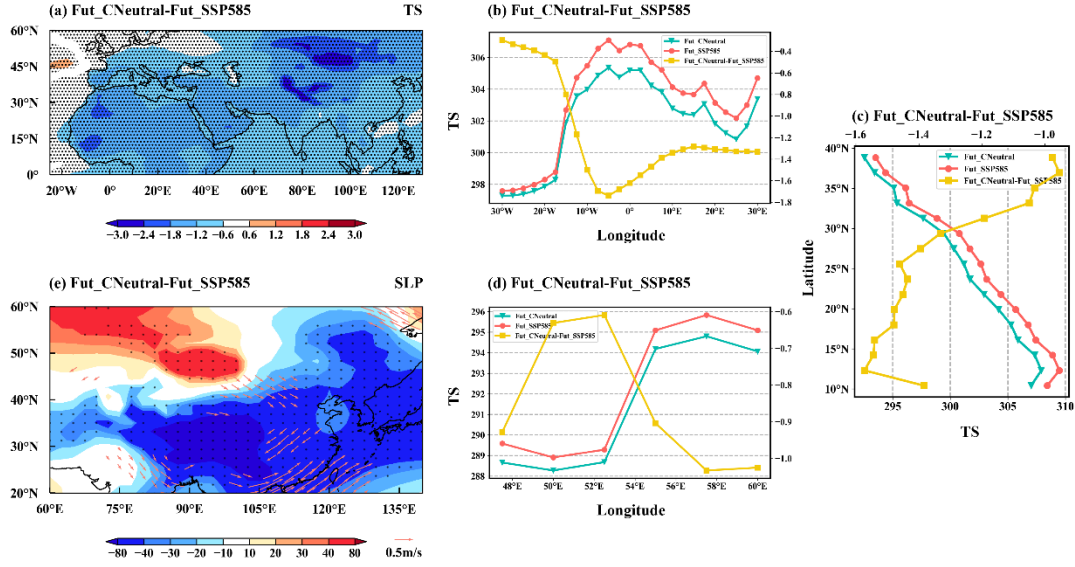 (a) Fut_CNeutral-Fut_SSP585 TS
60°N
45°N
30°N
15°N
0°
20°W 0° 20°E 40°E 60°E 80°E 100°E 120°E
−3.0 −2.4 −1.8 −1.2 −0.6 0.6 1.2 1.8 2.4 3.0
(b) Fut_CNeutral-Fut_SSP585
Fut_CNeutral
Fut_SSP585
Fut_CNeutral-Fut_SSP585
TS
306
304
302
300
298
−0.4
−0.6
−0.8
−1.0
−1.2
−1.4
−1.6
−1.8
30°W 20°W 10°W 0° 10°E 20°E 30°E
Longitude
(c) Fut_CNeutral-Fut_SSP585
−1.6 −1.4 −1.2 −1.0
Fut_CNeutral
Fut_SSP585
Fut_CNeutral-Fut_SSP585
Latitude
40°N
35°N
30°N
25°N
20°N
15°N
10°N
295 300 305 310
TS
(e) Fut_CNeutral-Fut_SSP585 SLP
60°N
50°N
40°N
30°N
20°N
60°E 75°E 90°E 105°E 120°E 135°E
−80 −40 −20 −10 10 20 40 80
0.5m/s
(d) Fut_CNeutral-Fut_SSP585
Fut_CNeutral
Fut_SSP585
Fut_CNeutral-Fut_SSP585
TS
296
295
294
293
292
291
290
289
288
−0.6
−0.7
−0.8
−0.9
−1.0
48°E 50°E 52°E 54°E 56°E 58°E 60°E
Longitude